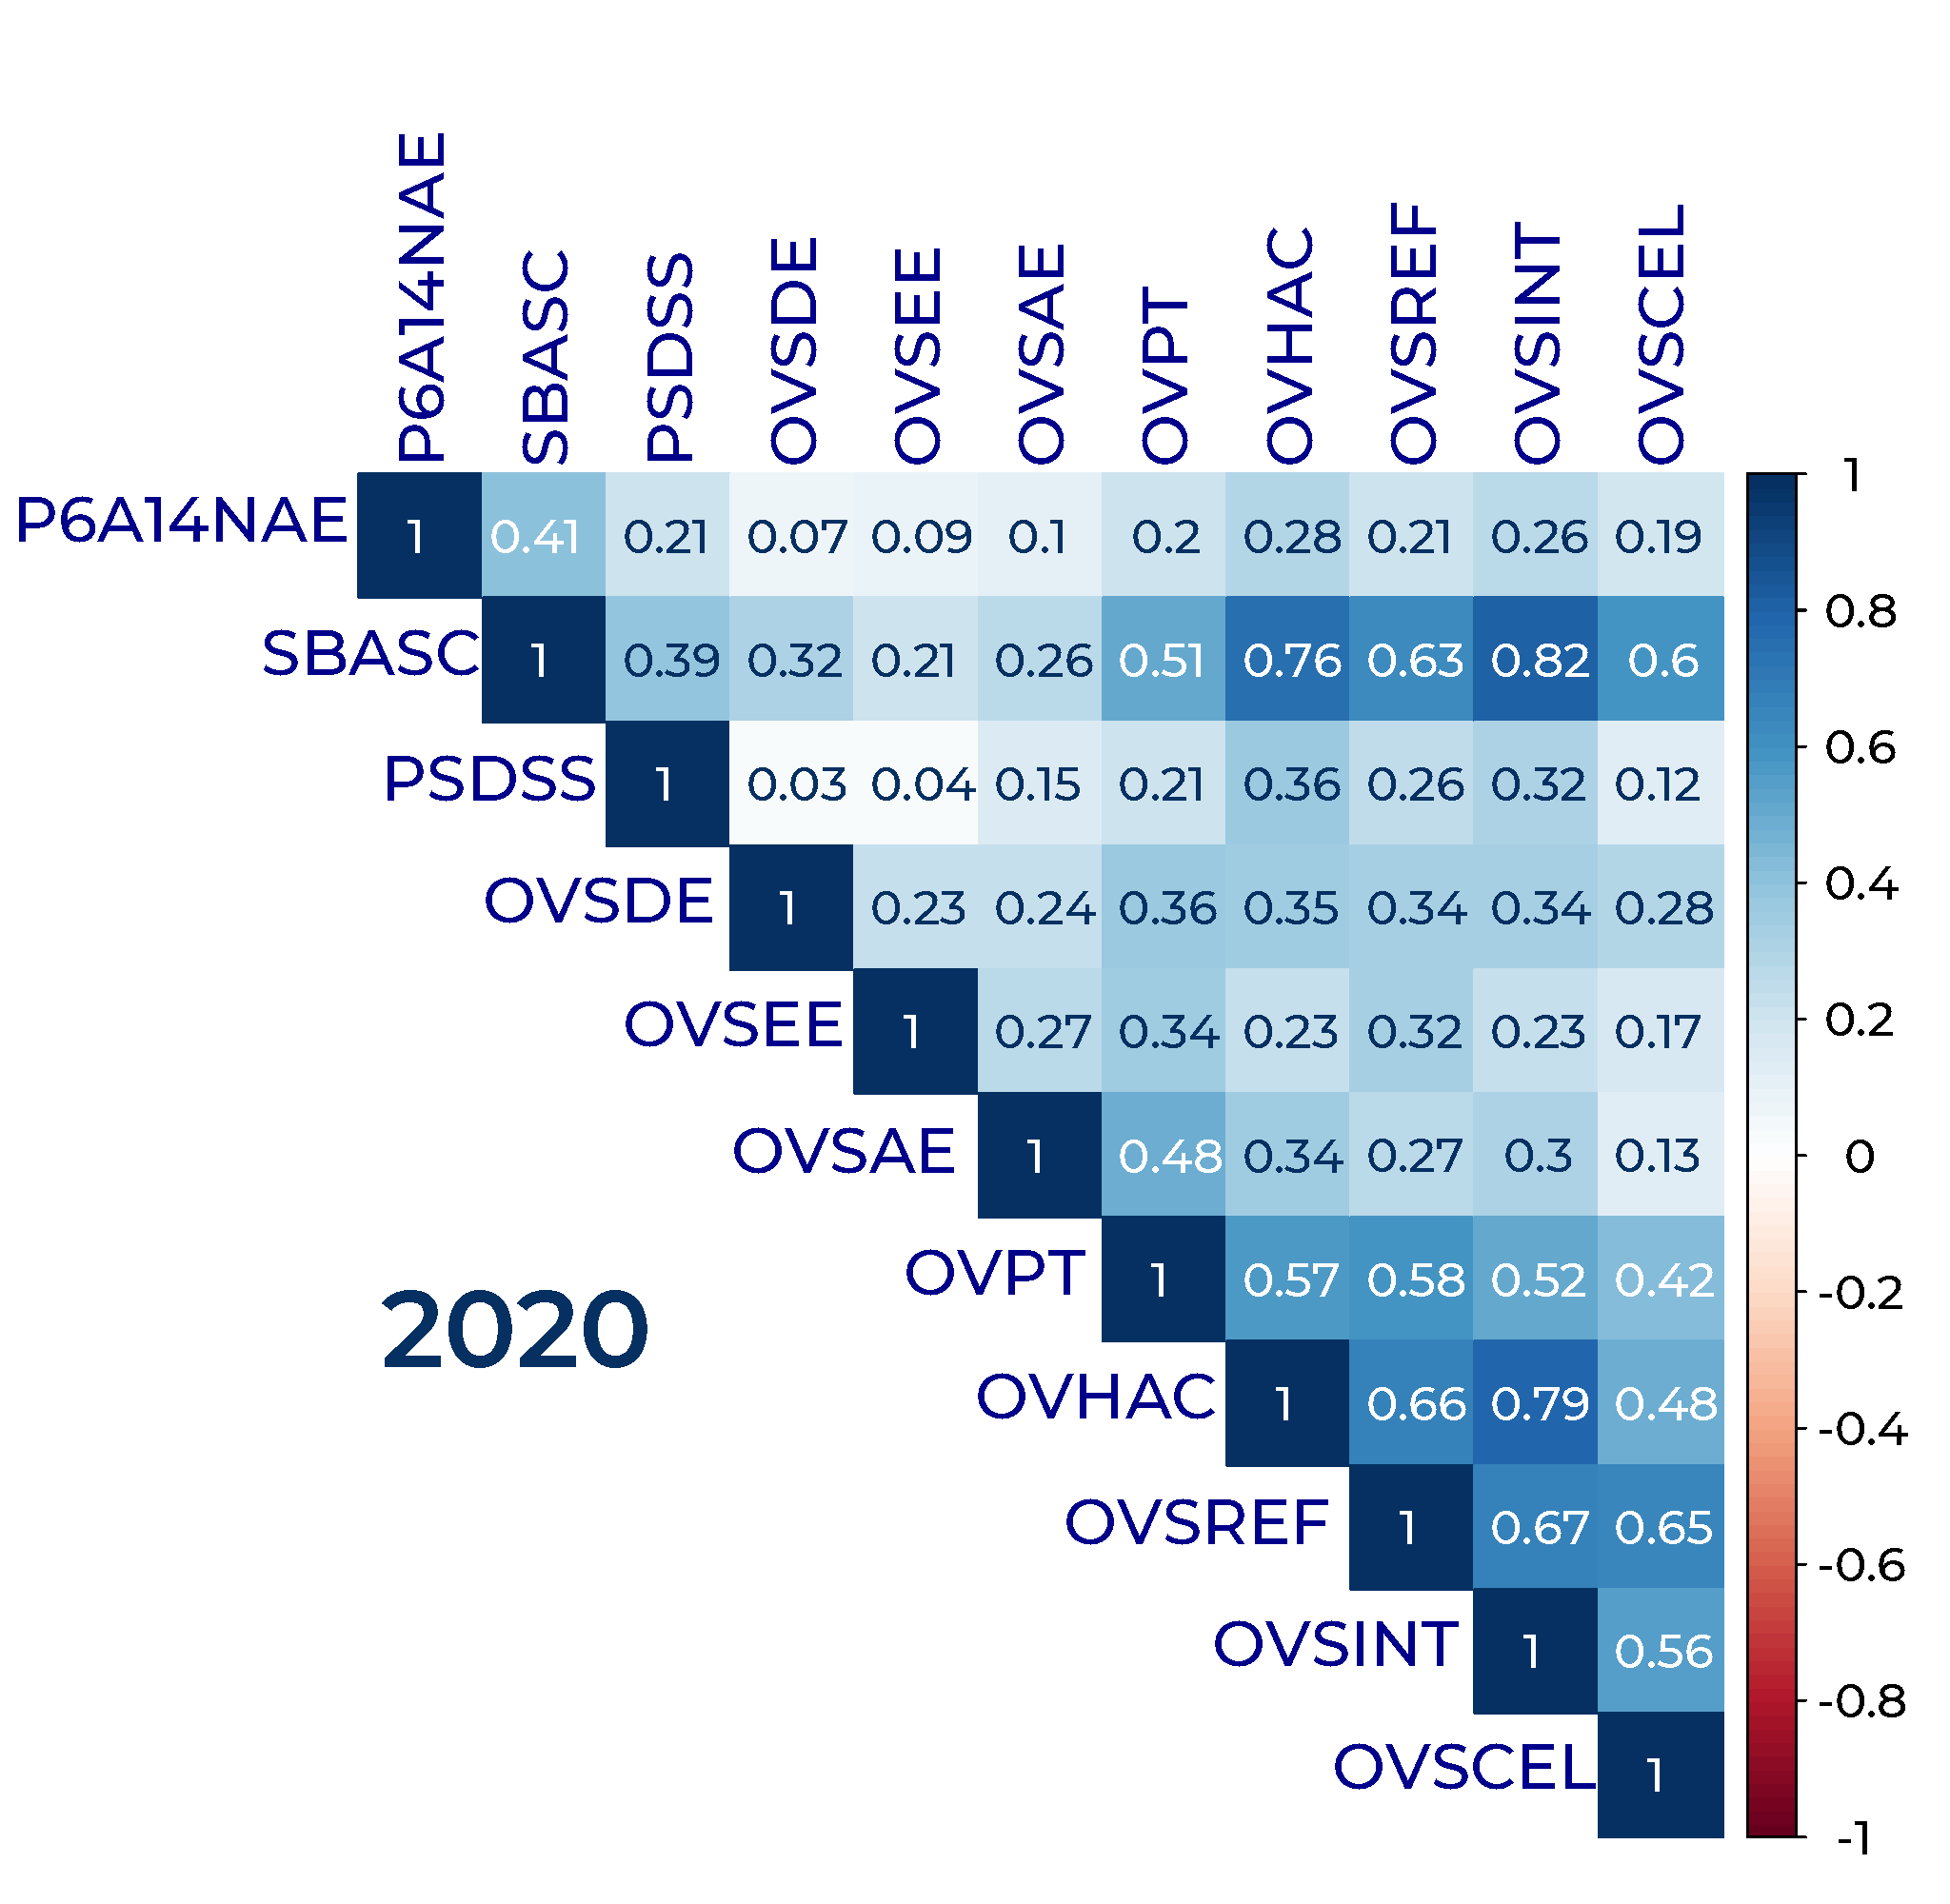 P6A14NAE SBASC PSDSS OVSDE OVSEE OVSAE OVPT OVHAC OVSREF OVSINT OVSCEL
P6A14NAE 1 0.41 0.21 0.07 0.09 0.1 0.2 0.28 0.21 0.26 0.19
SBASC 1 0.39 0.32 0.21 0.26 0.51 0.76 0.63 0.82 0.6
PSDSS 1 0.03 0.04 0.15 0.21 0.36 0.26 0.32 0.12
OVSDE 1 0.23 0.24 0.36 0.35 0.34 0.34 0.28
OVSEE 1 0.27 0.34 0.23 0.32 0.23 0.17
OVSAE 1 0.48 0.34 0.27 0.3 0.13
OVPT 1 0.57 0.58 0.52 0.42
OVHAC 1 0.66 0.79 0.48
OVSREF 1 0.67 0.65
OVSINT 1 0.56
OVSCEL 1
2020
1
0.8
0.6
0.4
0.2
0
-0.2
-0.4
-0.6
-0.8
-1